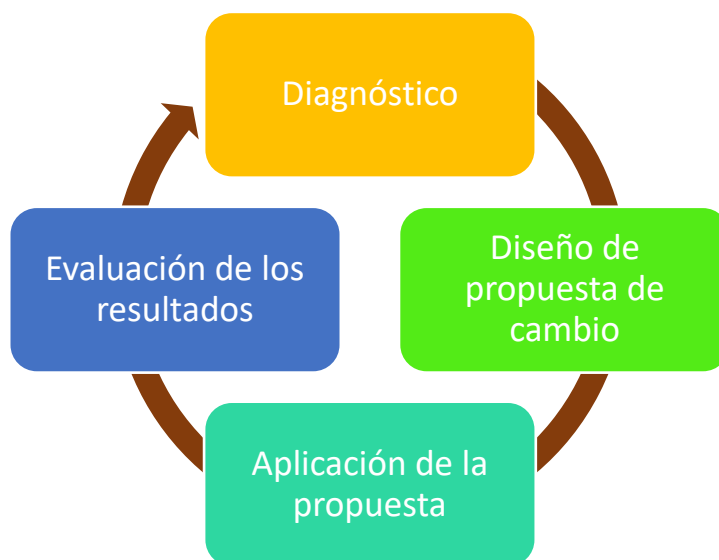 Diagnóstico
Diseño de
propuesta de
cambio
Aplicación de la
propuesta
Evaluación de los
resultados